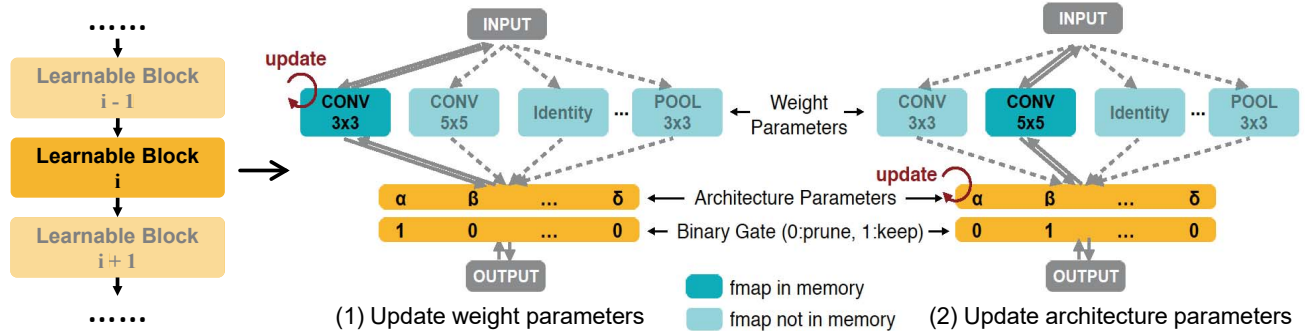 ……
Learnable Block
i - 1
Learnable Block
i
Learnable Block
i + 1
……
INPUT
update
CONV
3x3
CONV
5x5
Identity
...
POOL
3x3
α β ... δ
1 0 ... 0
OUTPUT
(1) Update weight parameters
Weight
Parameters
Architecture Parameters
Binary Gate (0:prune, 1:keep)
fmap in memory
fmap not in memory
INPUT
CONV
3x3
CONV
5x5
Identity
...
POOL
3x3
update
α β ... δ
0 1 ... 0
OUTPUT
(2) Update architecture parameters